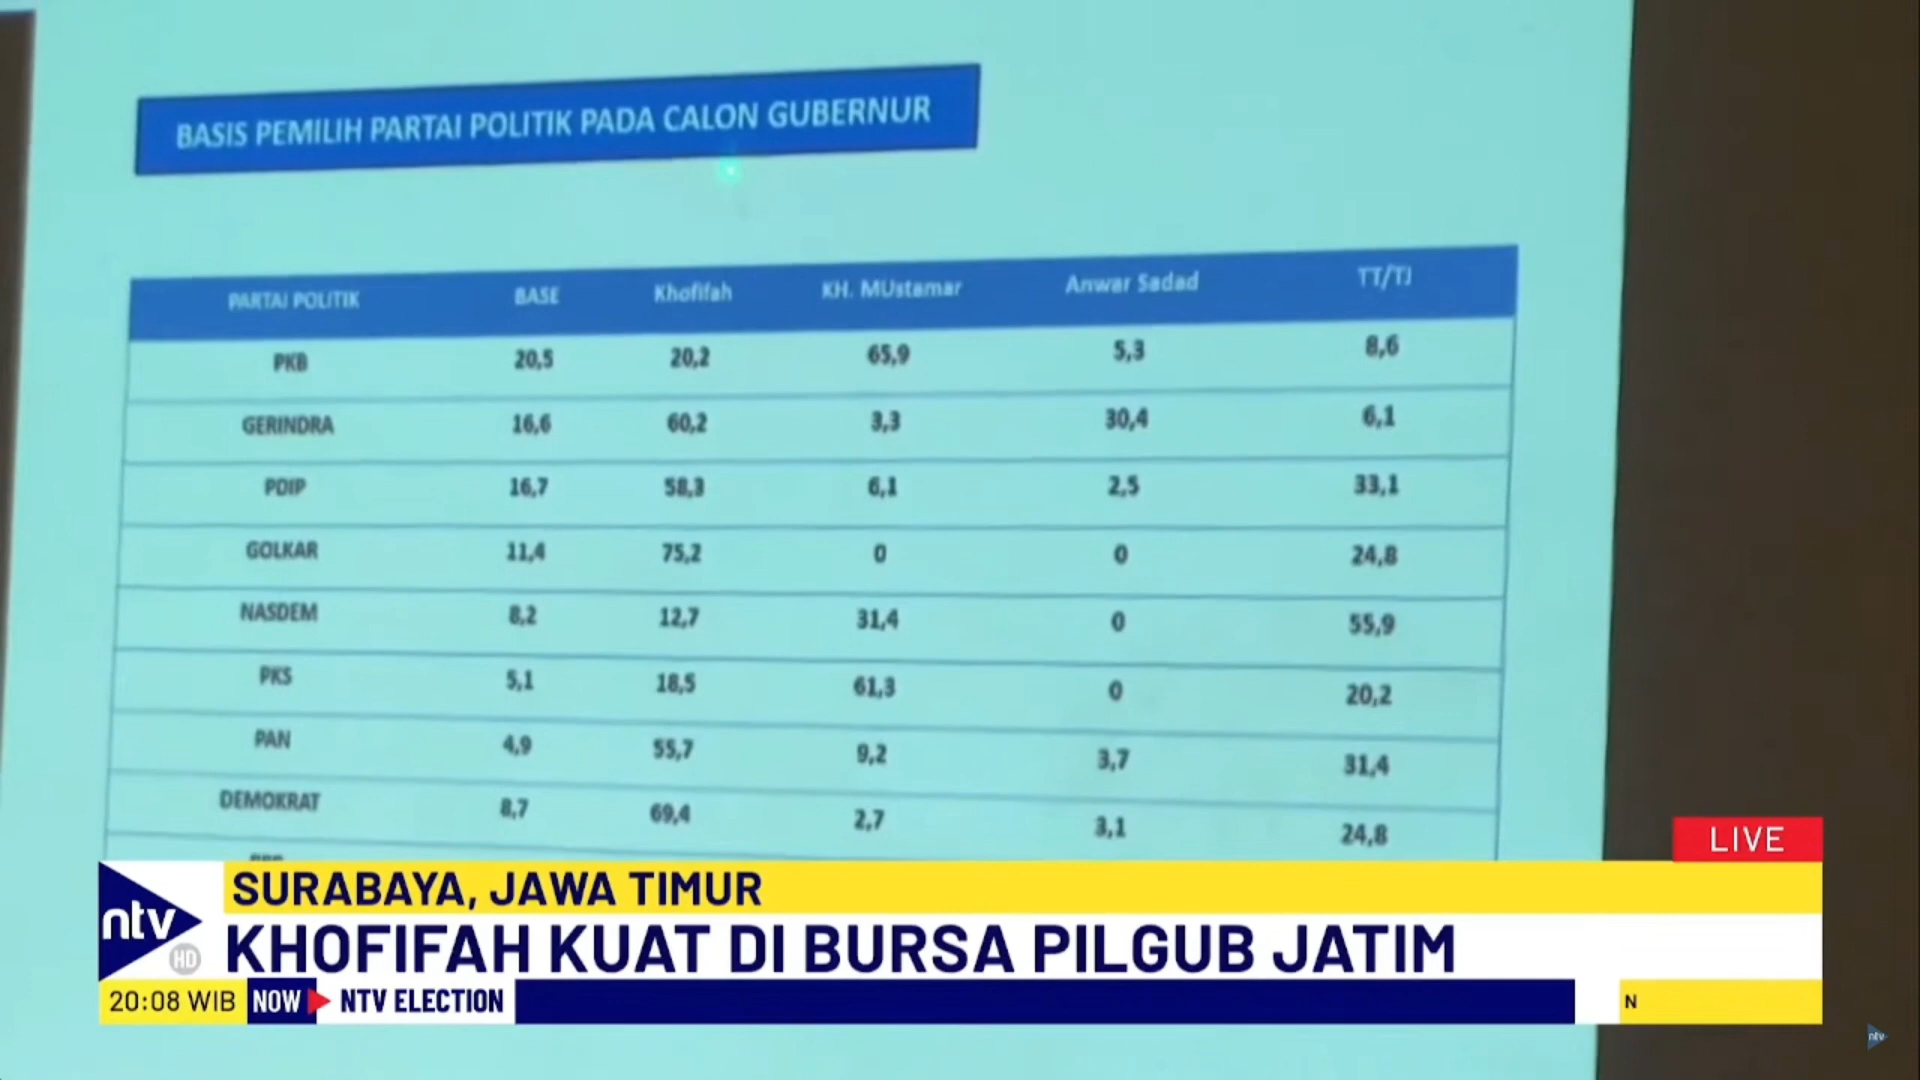 BASIS PEMILIH PARTAI POLITIK PADA CALON GUBERNUR
PARTAI POLITIK BASE Khofifah KH. MUstamar Anwar Sadad TT/TJ
PKB 20,5 20,2 65,9 5,3 8,6
GERINDRA 16,6 60,2 3,3 30,4 6,1
PDIP 16,7 58,3 6,1 2,5 33,1
GOLKAR 11,4 75,2 0 0 24,8
NASDEM 8,2 12,7 31,4 0 55,9
PKS 5,1 18,5 61,3 0 20,2
PAN 4,9 55,7 9,2 3,7 31,4
DEMOKRAT 8,7 69,4 2,7 3,1 24,8
LIVE
SURABAYA, JAWA TIMUR
ntv
HD
KHOFIFAH KUAT DI BURSA PILGUB JATIM
20:08 WIB NOW NTV ELECTION N
ntv